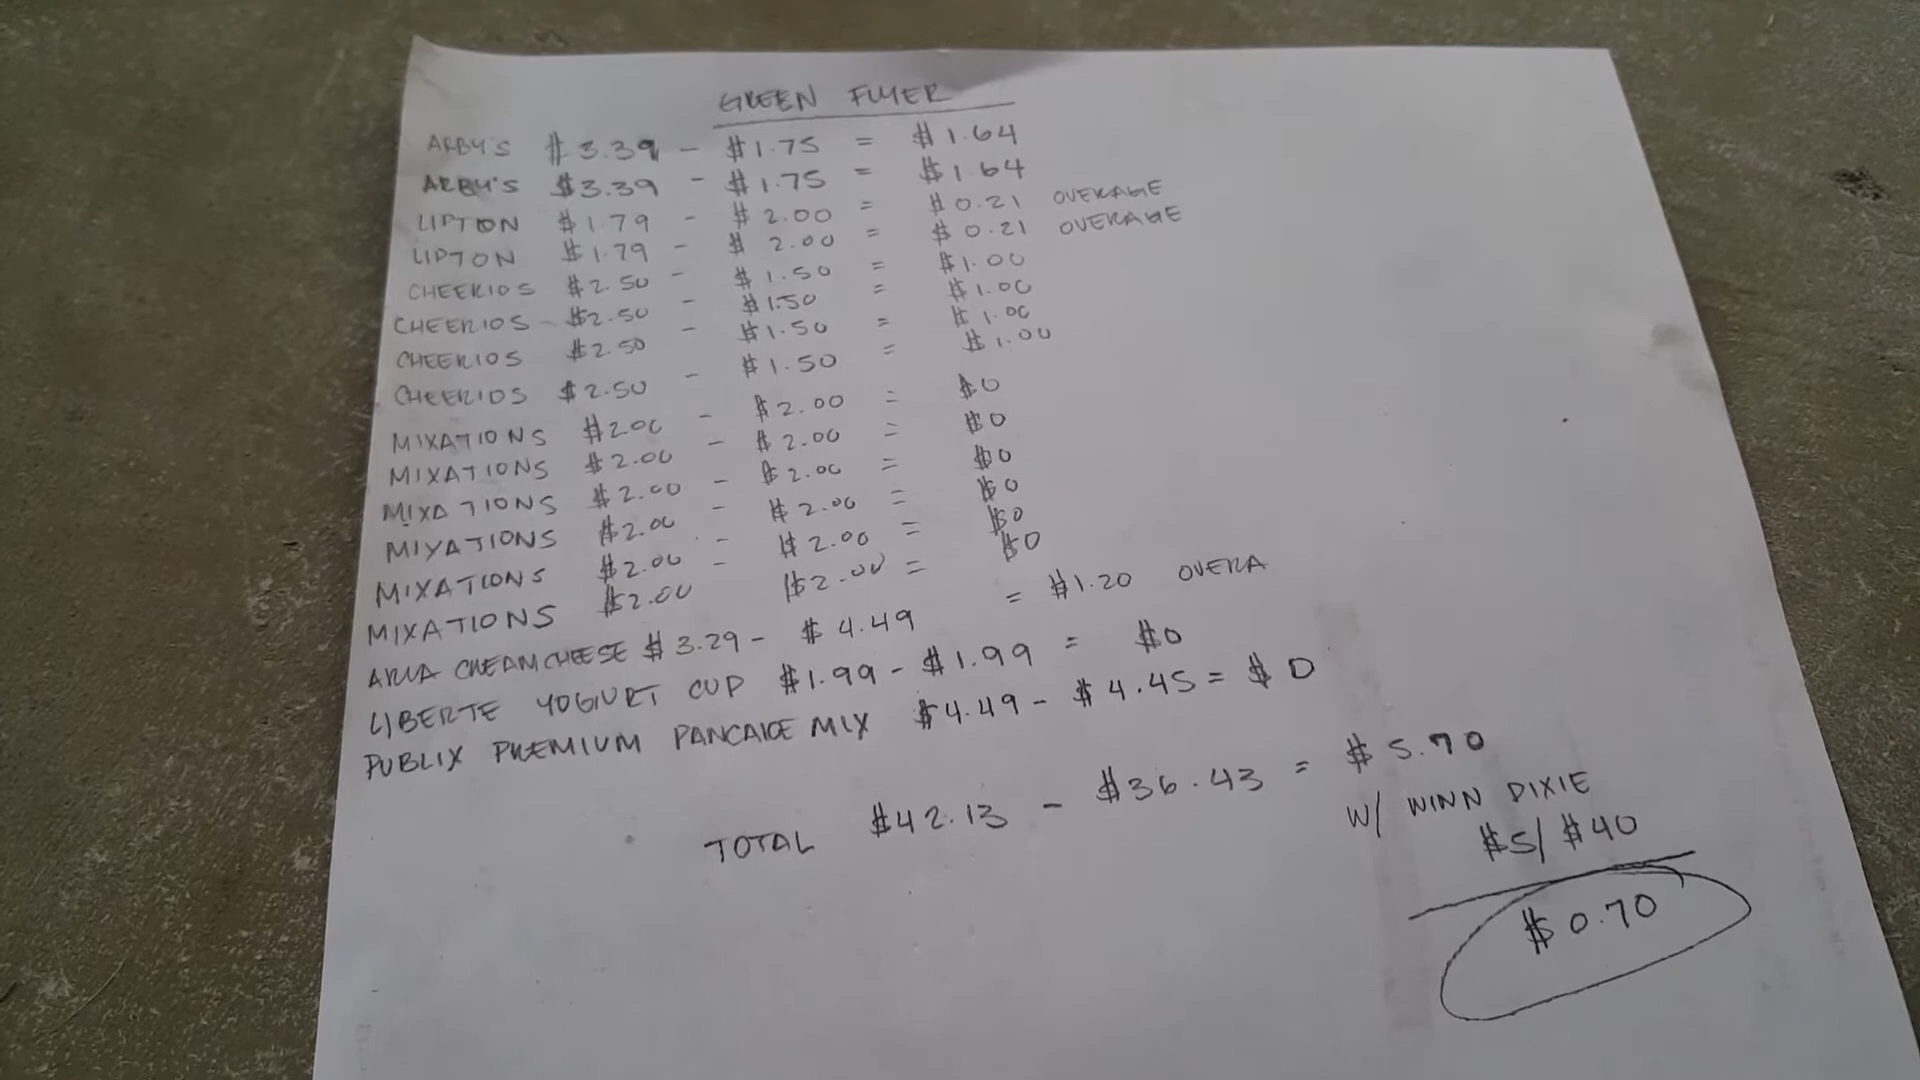 GREEN FLYER
ARBY'S $3.39 - $1.75 = $1.64
ARBY'S $3.39 - $1.75 = $1.64
LIPTON $1.79 - $2.00 = $0.21 OVERAGE
LIPTON $1.79 - $2.00 = $0.21 OVERAGE
CHEERIOS $2.50 - $1.50 = $1.00
CHEERIOS - $2.50 - $1.50 = $1.00
CHEERIOS $2.50 - $1.50 = $1.00
CHEERIOS $2.50 - $1.50 = $1.00
MIXATIONS $2.00 - $2.00 = $0
MIXATIONS $2.00 - $2.00 = $0
MIXATIONS $2.00 - $2.00 = $0
MIXATIONS $2.00 - $2.00 = $0
MIXATIONS $2.00 - $2.00 = $0
MIXATIONS $2.00 $2.00 = $0
ARLA CREAMCHEESE $3.29 - $4.49 = $1.20 OVERA
LIBERTE YOGIURT CUP $1.99 - $1.99 = $0
PUBLIX PREMIUM PANCAKE MIX $4.49 - $4.45 = $0
TOTAL $42.13 - $36.43 = $5.70
W/ WINN DIXIE
$5/$40
$0.70